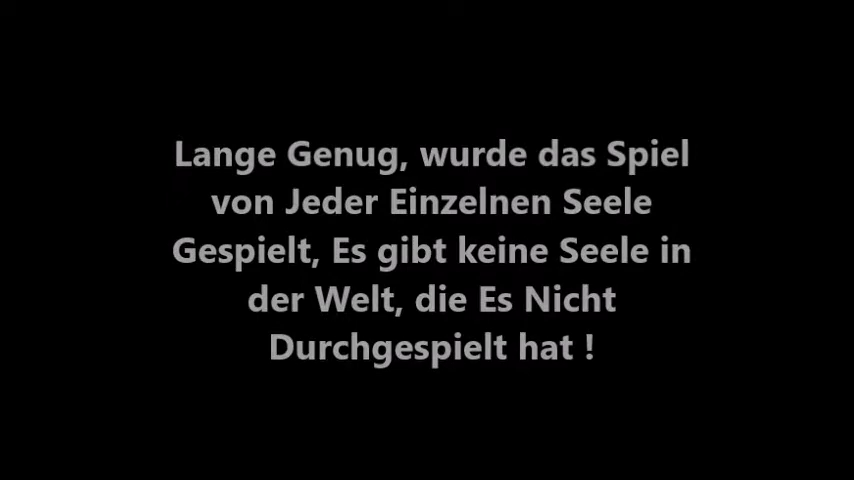 Lange Genug, wurde das Spiel
von Jeder Einzelnen Seele
Gespielt, Es gibt keine Seele in
der Welt, die Es Nicht
Durchgespielt hat !